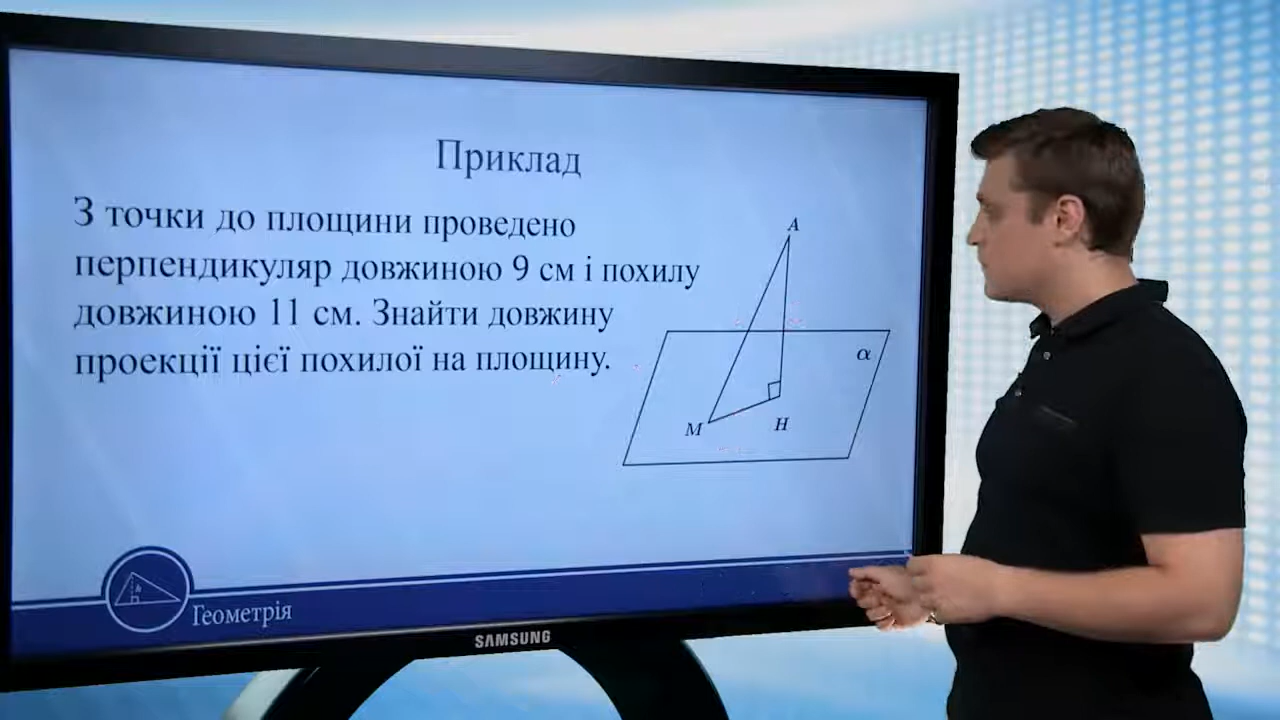 Приклад
З точки до площини проведено
перпендикуляр довжиною 9 см і похилу
довжиною 11 см. Знайти довжину
проекції цієї похилої на площину.
A
α
M
H
h
Геометрія
SAMSUNG